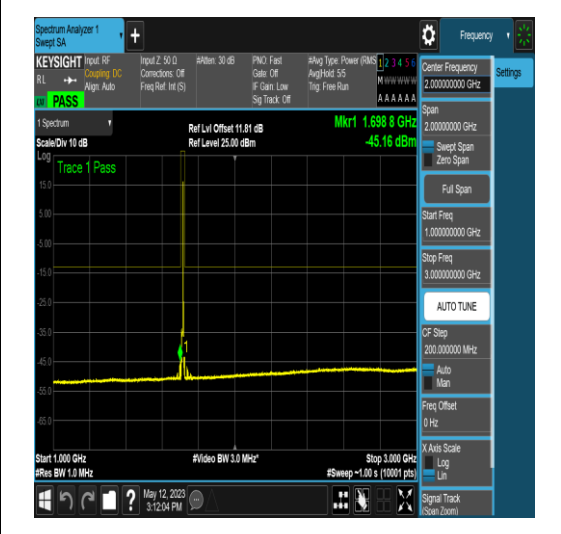 Spectrum Analyzer 1
Swept SA
Frequency
KEYSIGHT
Input: RF
Input Z: 50 Ω
#Atten: 30 dB
PNO: Fast
#Avg Type: Power (RMS
1 2 3 4 5 6
RL
Coupling: DC
Corrections: Off
Gate: Off
Avg|Hold: 5/5
M W W W W W
Align: Auto
Freq Ref: Int (S)
IF Gain: Low
Trig: Free Run
PASS
Sig Track: Off
A A A A A A
1 Spectrum
Ref Lvl Offset 11.81 dB
Mkr1 1.698 8 GHz
Scale/Div 10 dB
Ref Level 25.00 dBm
-45.16 dBm
Log
Trace 1 Pass
15.0
5.00
-5.00
-15.0
-25.0
-35.0
-45.0
-55.0
-65.0
1
Start 1.000 GHz
#Video BW 3.0 MHz*
Stop 3.000 GHz
#Res BW 1.0 MHz
#Sweep ~1.00 s (10001 pts)
?
May 12, 2023
3:12:04 PM
Center Frequency
2.000000000 GHz
Settings
Span
2.00000000 GHz
Swept Span
Zero Span
Full Span
Start Freq
1.000000000 GHz
Stop Freq
3.000000000 GHz
AUTO TUNE
CF Step
200.000000 MHz
Auto
Man
Freq Offset
0 Hz
X Axis Scale
Log
Lin
Signal Track
(Span Zoom)